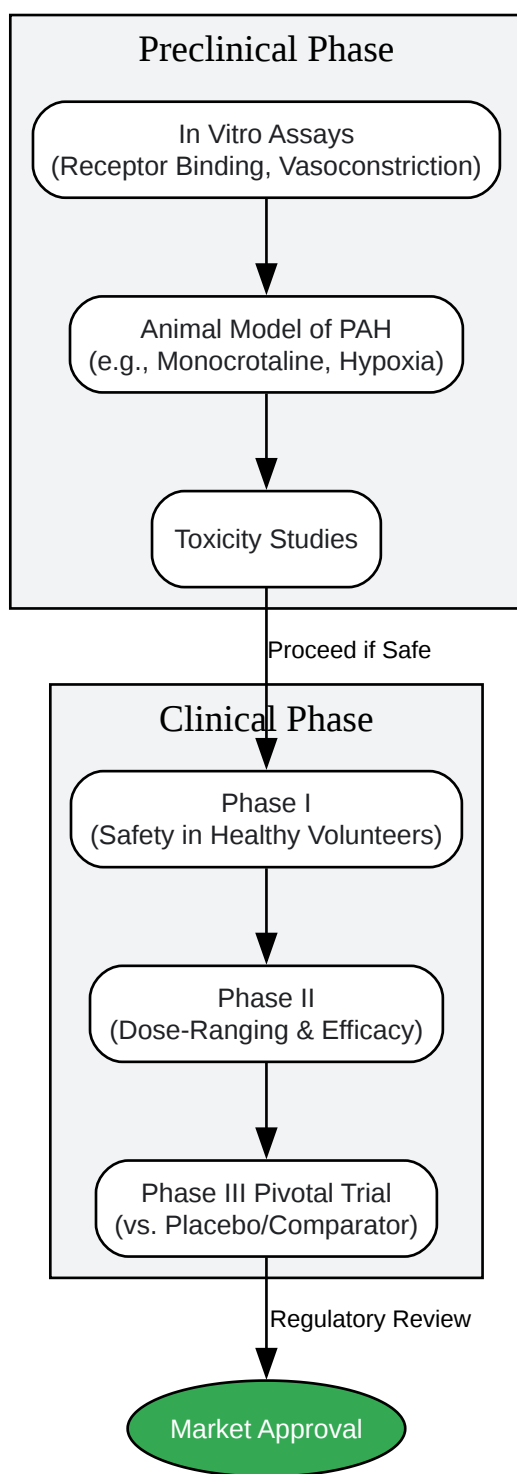 Preclinical Phase
In Vitro Assays
(Receptor Binding, Vasoconstriction)
Animal Model of PAH
(e.g., Monocrotaline, Hypoxia)
Toxicity Studies
Proceed if Safe
Clinical Phase
Phase I
(Safety in Healthy Volunteers)
Phase II
(Dose-Ranging & Efficacy)
Phase III Pivotal Trial
(vs. Placebo/Comparator)
Regulatory Review
Market Approval